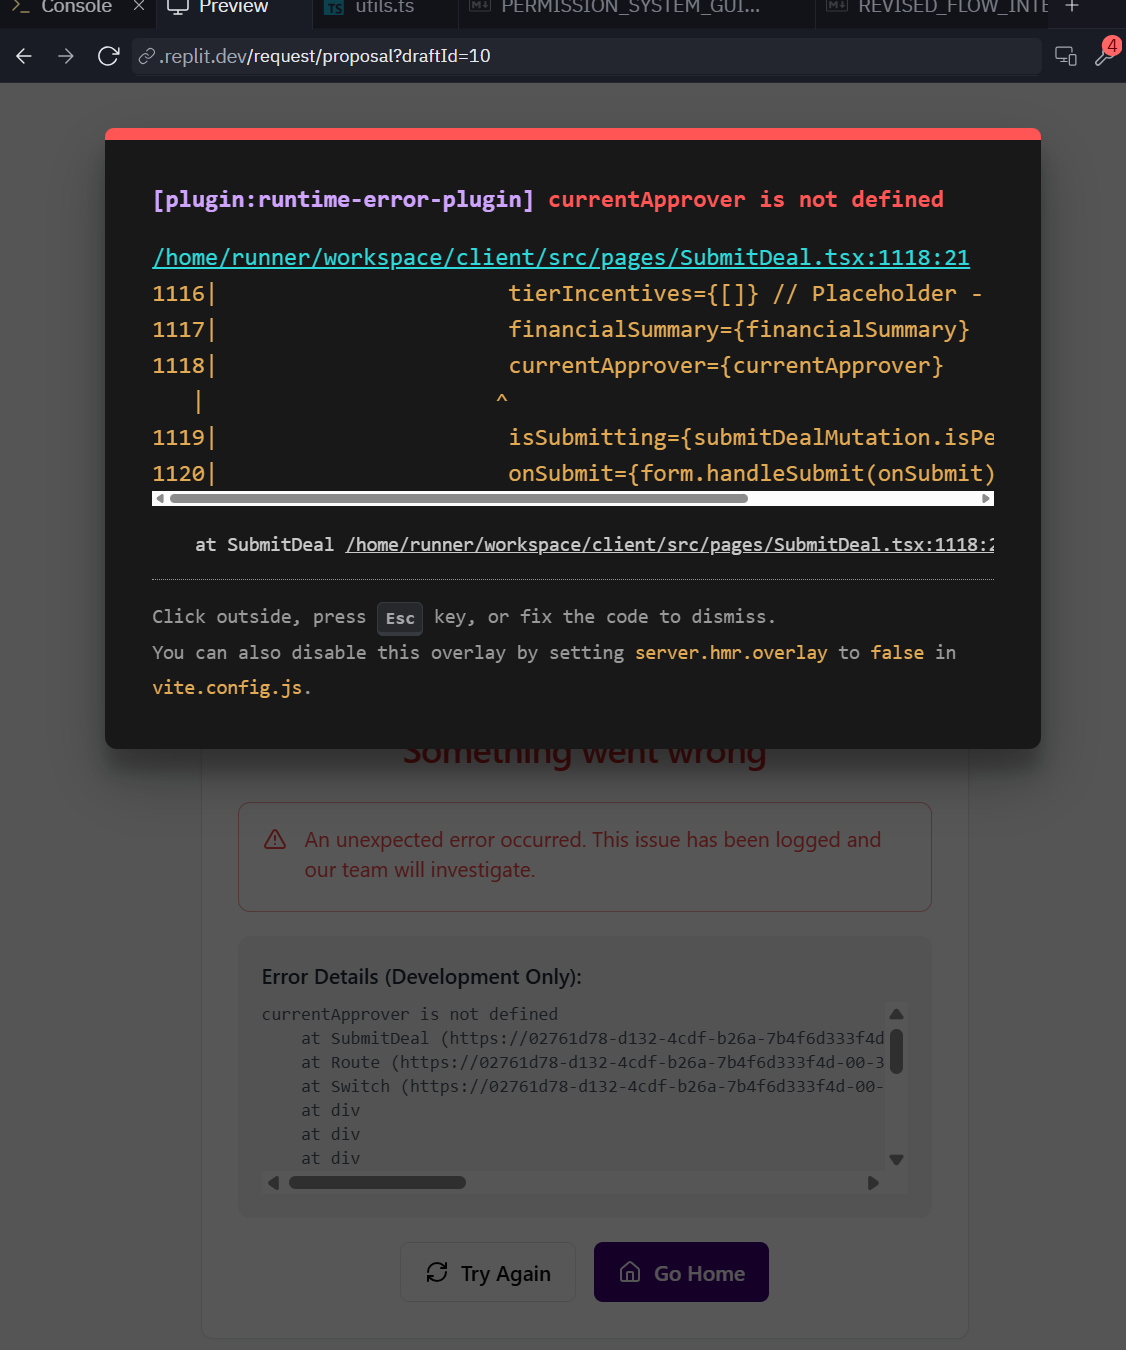 Console × Preview TS utils.ts PERMISSION_SYSTEM_GUI... REVISED_FLOW_INTE +
.replit.dev/request/proposal?draftId=10
4
[plugin:runtime-error-plugin] currentApprover is not defined
/home/runner/workspace/client/src/pages/SubmitDeal.tsx:1118:21
1116| tierIncentives={[]} // Placeholder -
1117| financialSummary={financialSummary}
1118| currentApprover={currentApprover}
| ^
1119| isSubmitting={submitDealMutation.isPe
1120| onSubmit={form.handleSubmit(onSubmit)
at SubmitDeal /home/runner/workspace/client/src/pages/SubmitDeal.tsx:1118:2
Click outside, press Esc key, or fix the code to dismiss.
You can also disable this overlay by setting server.hmr.overlay to false in
vite.config.js.
Something went wrong
An unexpected error occurred. This issue has been logged and
our team will investigate.
Error Details (Development Only):
currentApprover is not defined
at SubmitDeal (https://02761d78-d132-4cdf-b26a-7b4f6d333f4d
at Route (https://02761d78-d132-4cdf-b26a-7b4f6d333f4d-00-3
at Switch (https://02761d78-d132-4cdf-b26a-7b4f6d333f4d-00-
at div
at div
at div
Try Again
Go Home